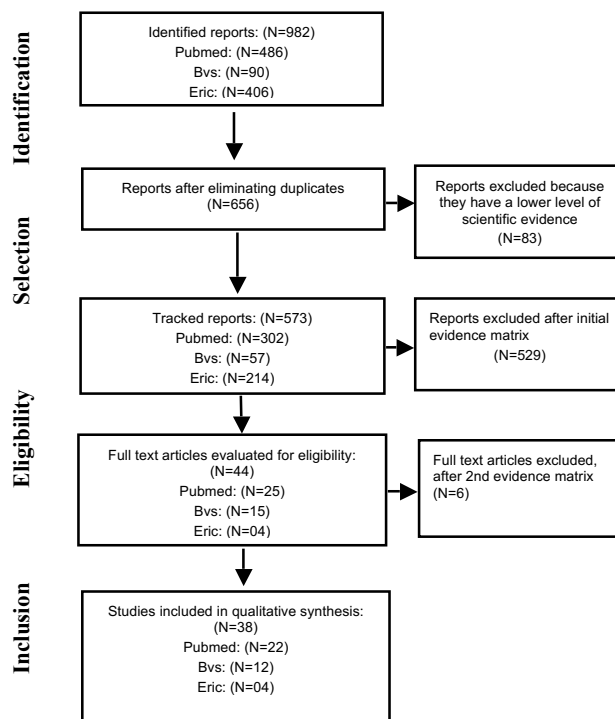 Identification
Identified reports: (N=982)
Pubmed: (N=486)
Bvs: (N=90)
Eric: (N=406)
Selection
Reports after eliminating duplicates
(N=656)
Reports excluded because
they have a lower level of
scientific evidence
(N=83)
Tracked reports: (N=573)
Pubmed: (N=302)
Bvs: (N=57)
Eric: (N=214)
Reports excluded after initial
evidence matrix
(N=529)
Eligibility
Full text articles evaluated for eligibility:
(N=44)
Pubmed: (N=25)
Bvs: (N=15)
Eric: (N=04)
Full text articles excluded,
after 2nd evidence matrix
(N=6)
Inclusion
Studies included in qualitative synthesis:
(N=38)
Pubmed: (N=22)
Bvs: (N=12)
Eric: (N=04)